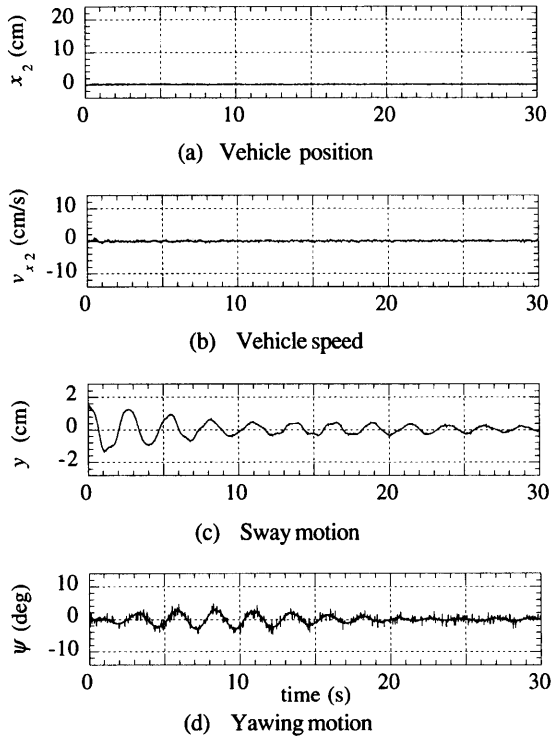 x₂ (cm)
20
10
0
0 10 20 30
(a) Vehicle position
v_x₂ (cm/s)
10
0
-10
0 10 20 30
(b) Vehicle speed
y (cm)
2
0
-2
0 10 20 30
(c) Sway motion
ψ (deg)
10
0
-10
0 10 20 30
time (s)
(d) Yawing motion